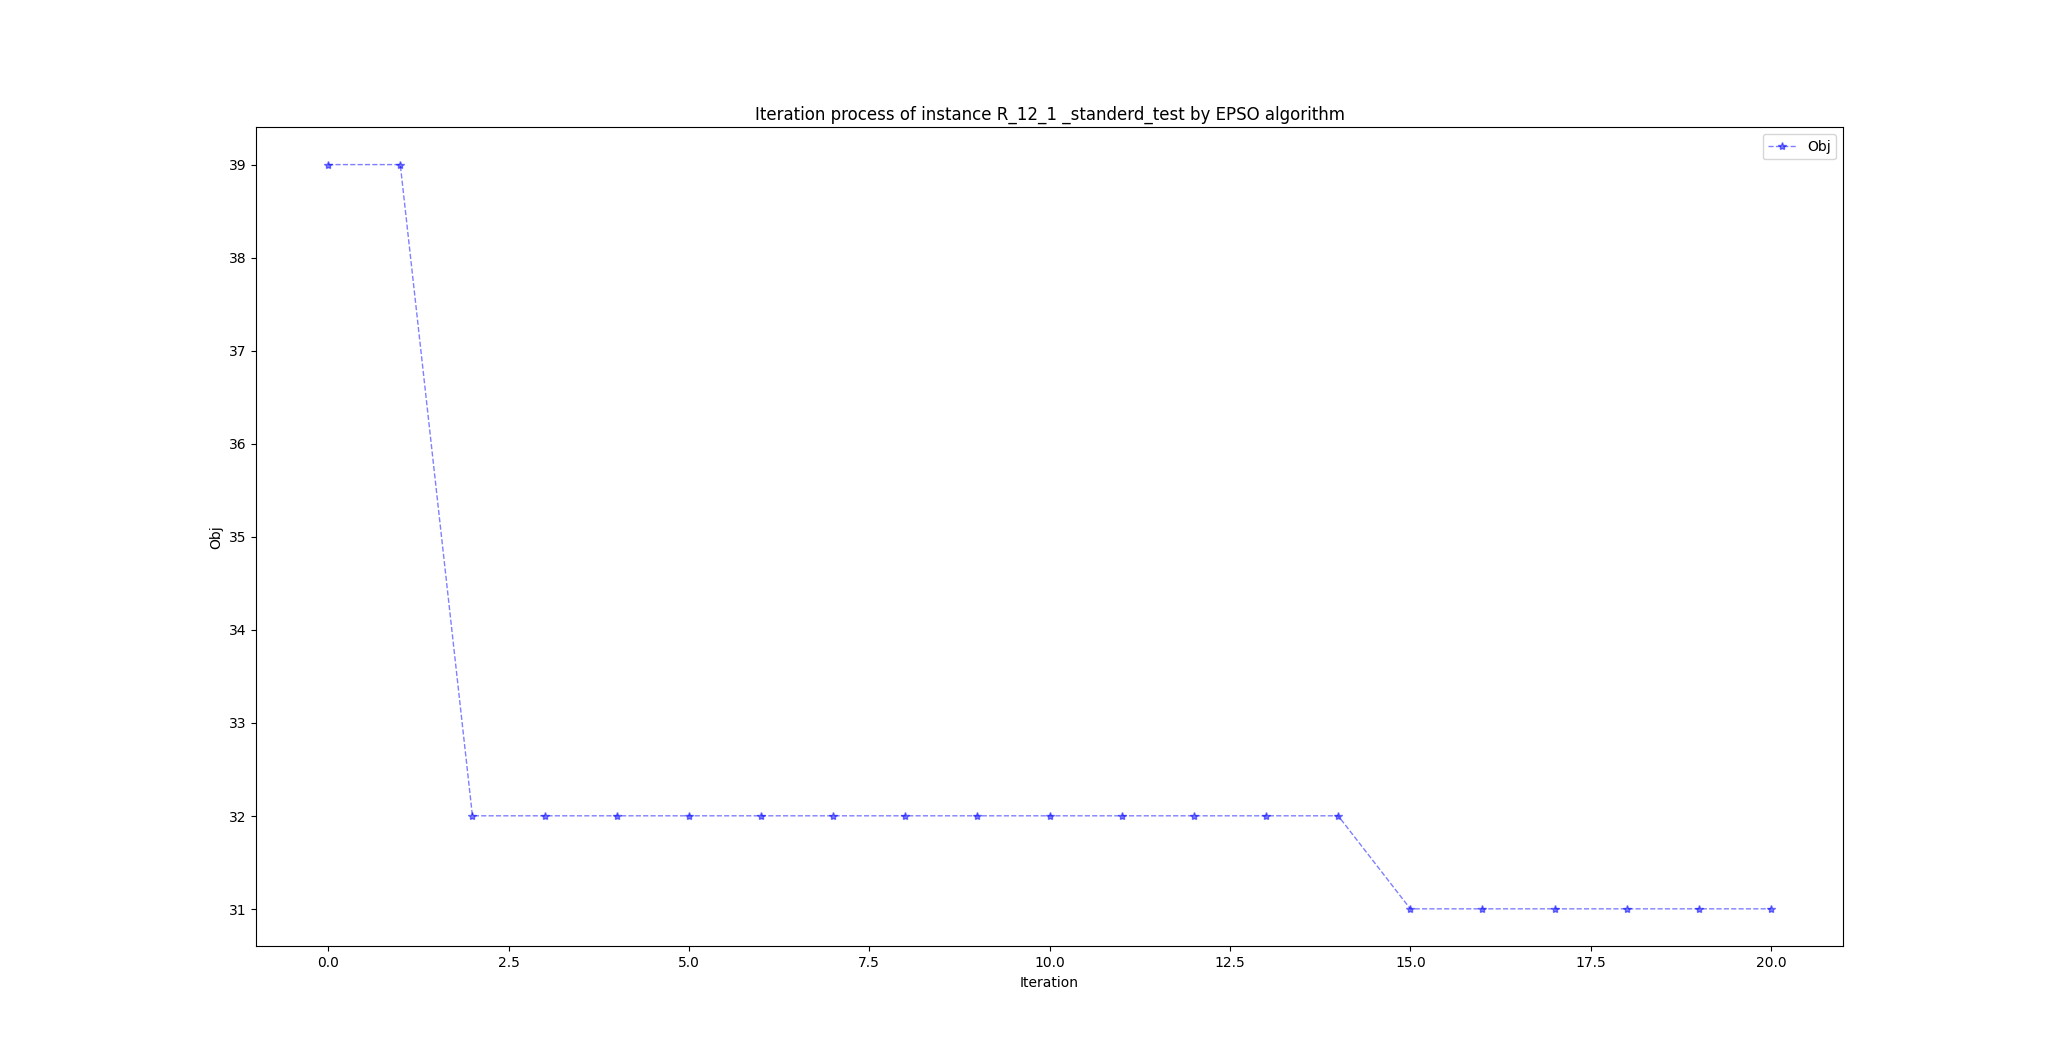 Iteration process of instance R_12_1 _standerd_test by EPSO algorithm
Obj
39
38
37
36
35
34
33
32
31
Obj
0.0 2.5 5.0 7.5 10.0 12.5 15.0 17.5 20.0
Iteration